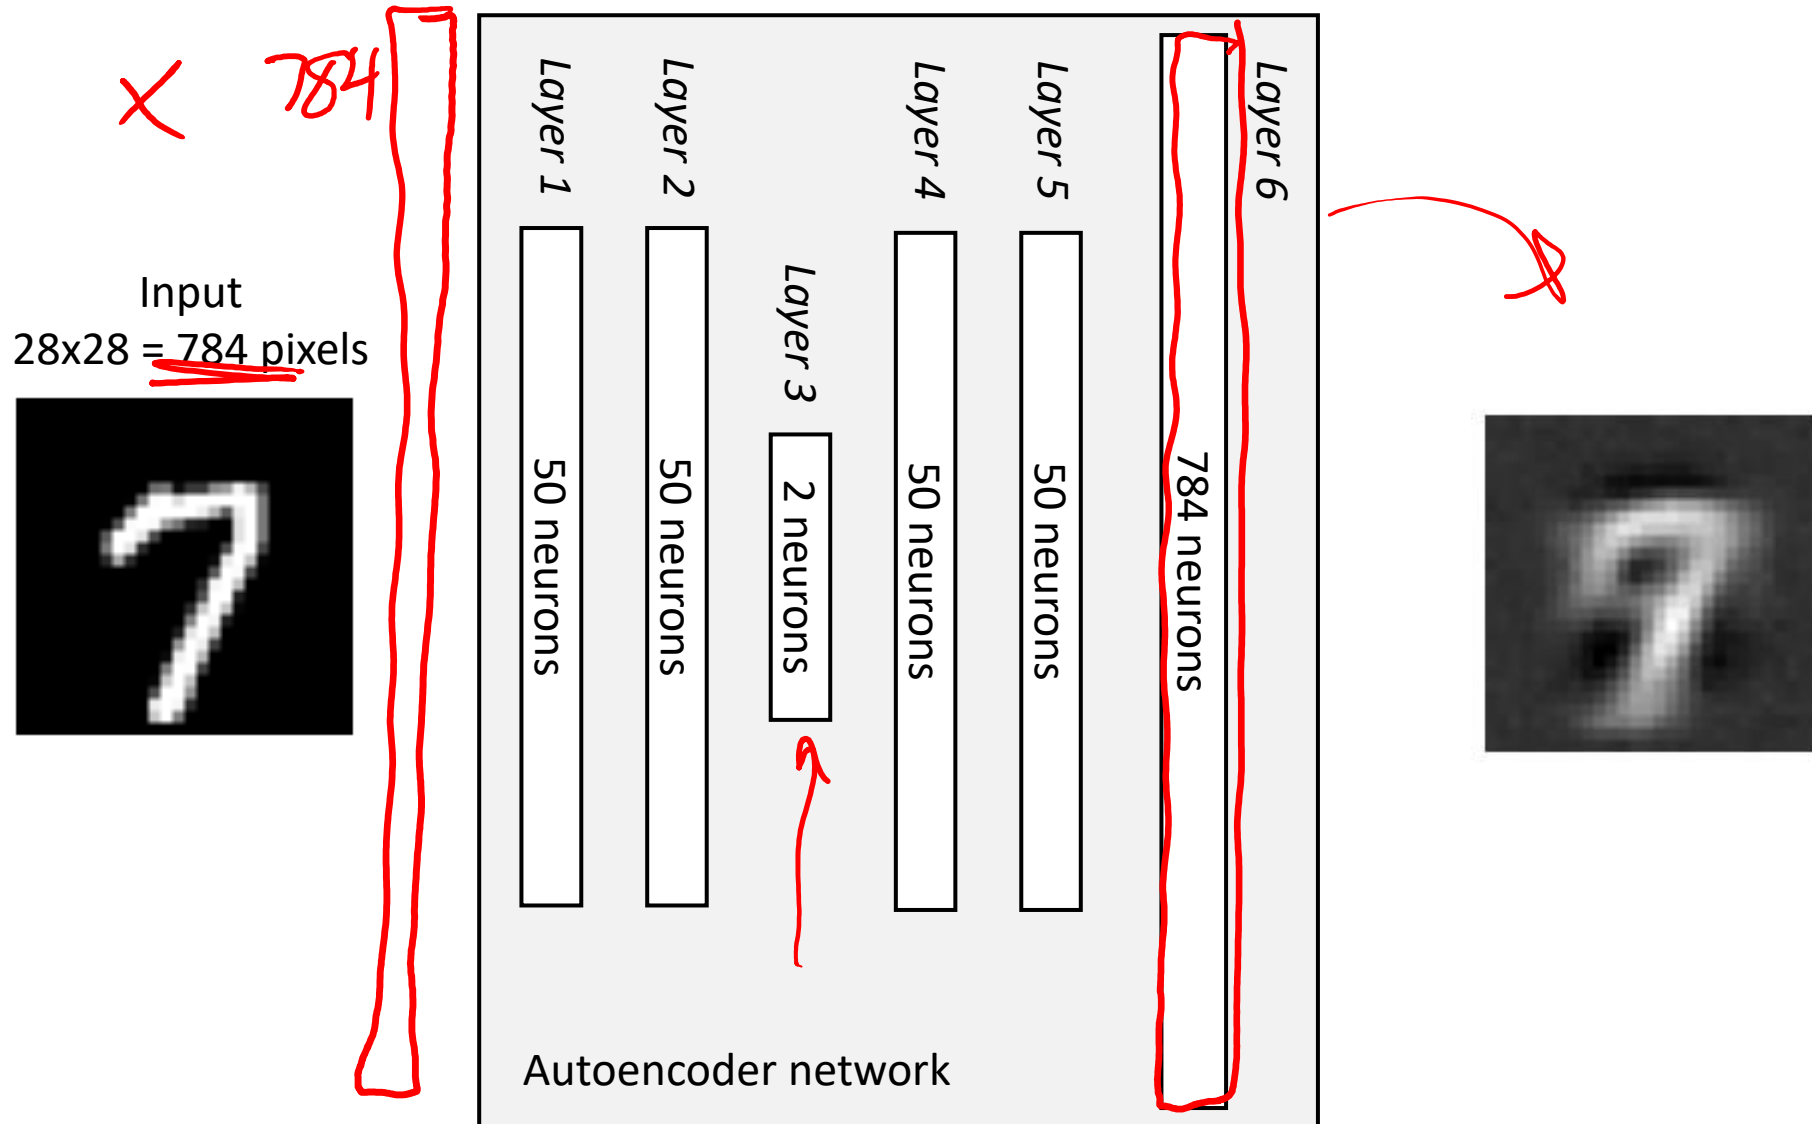 X 784
Input
28x28 = 784 pixels
Layer 1
50 neurons
Layer 2
50 neurons
Layer 3
2 neurons
Layer 4
50 neurons
Layer 5
50 neurons
Layer 6
784 neurons
Autoencoder network
7